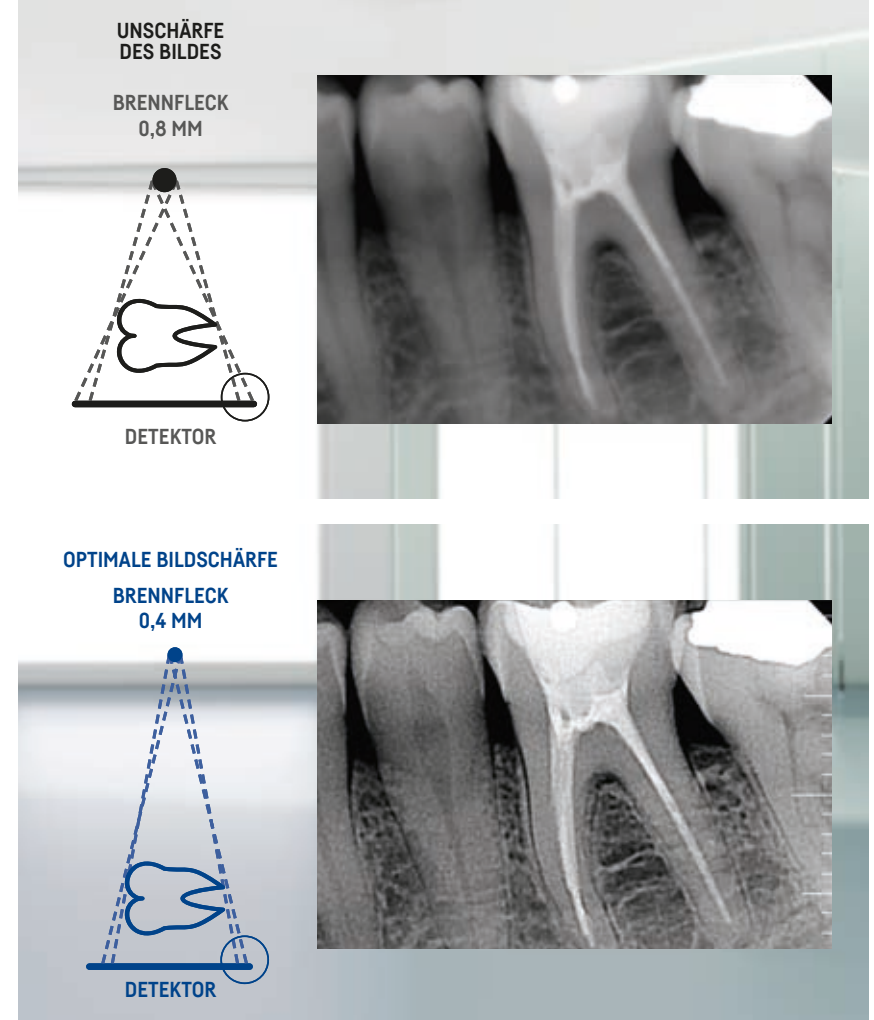 UNSCHÄRFE
DES BILDES
BRENNFLECK
0,8 MM
DETEKTOR
OPTIMALE BILDSCHÄRFE
BRENNFLECK
0,4 MM
DETEKTOR